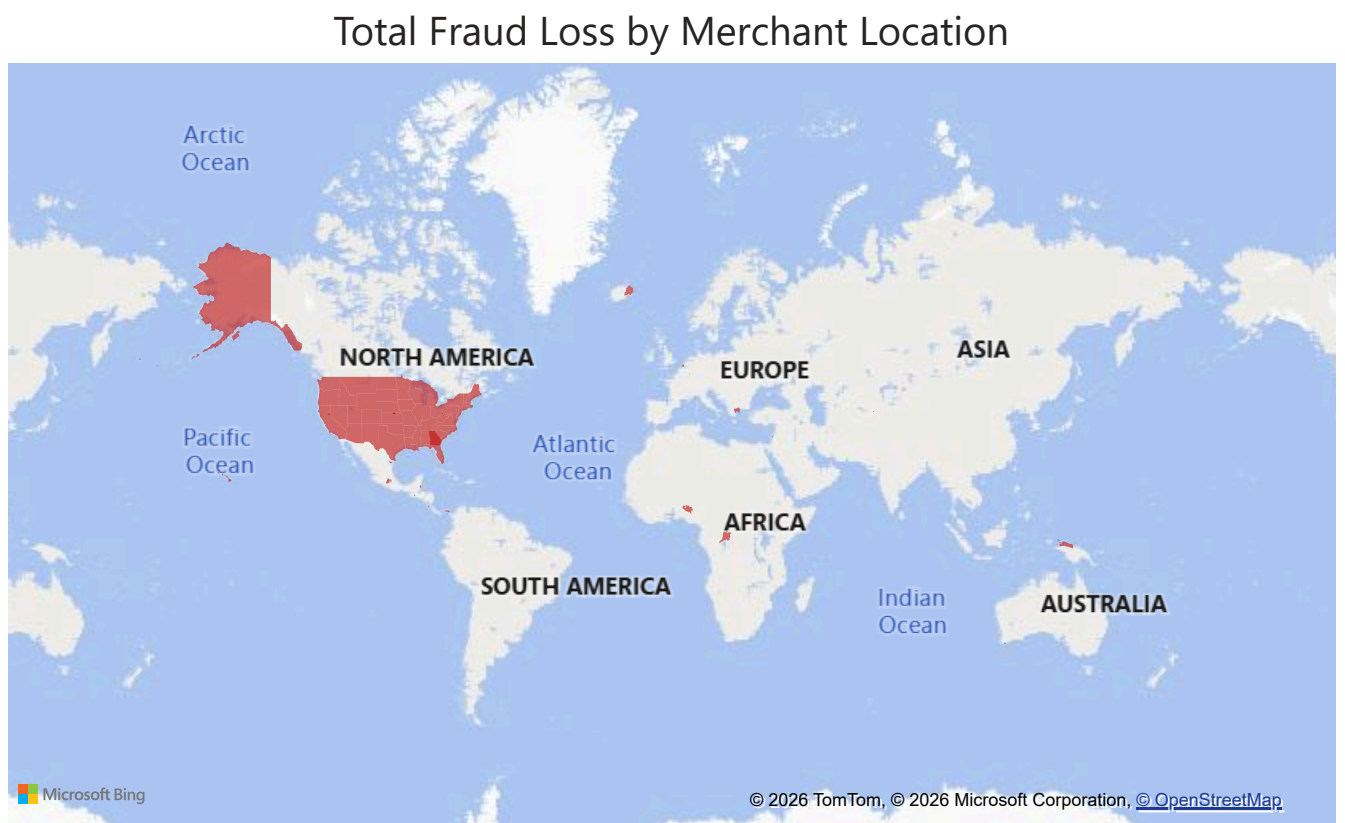 Total Fraud Loss by Merchant Location
Arctic
Ocean
NORTH AMERICA
EUROPE
ASIA
Pacific
Ocean
Atlantic
Ocean
AFRICA
SOUTH AMERICA
Indian
Ocean
AUSTRALIA
Microsoft Bing
© 2026 TomTom, © 2026 Microsoft Corporation, © OpenStreetMap